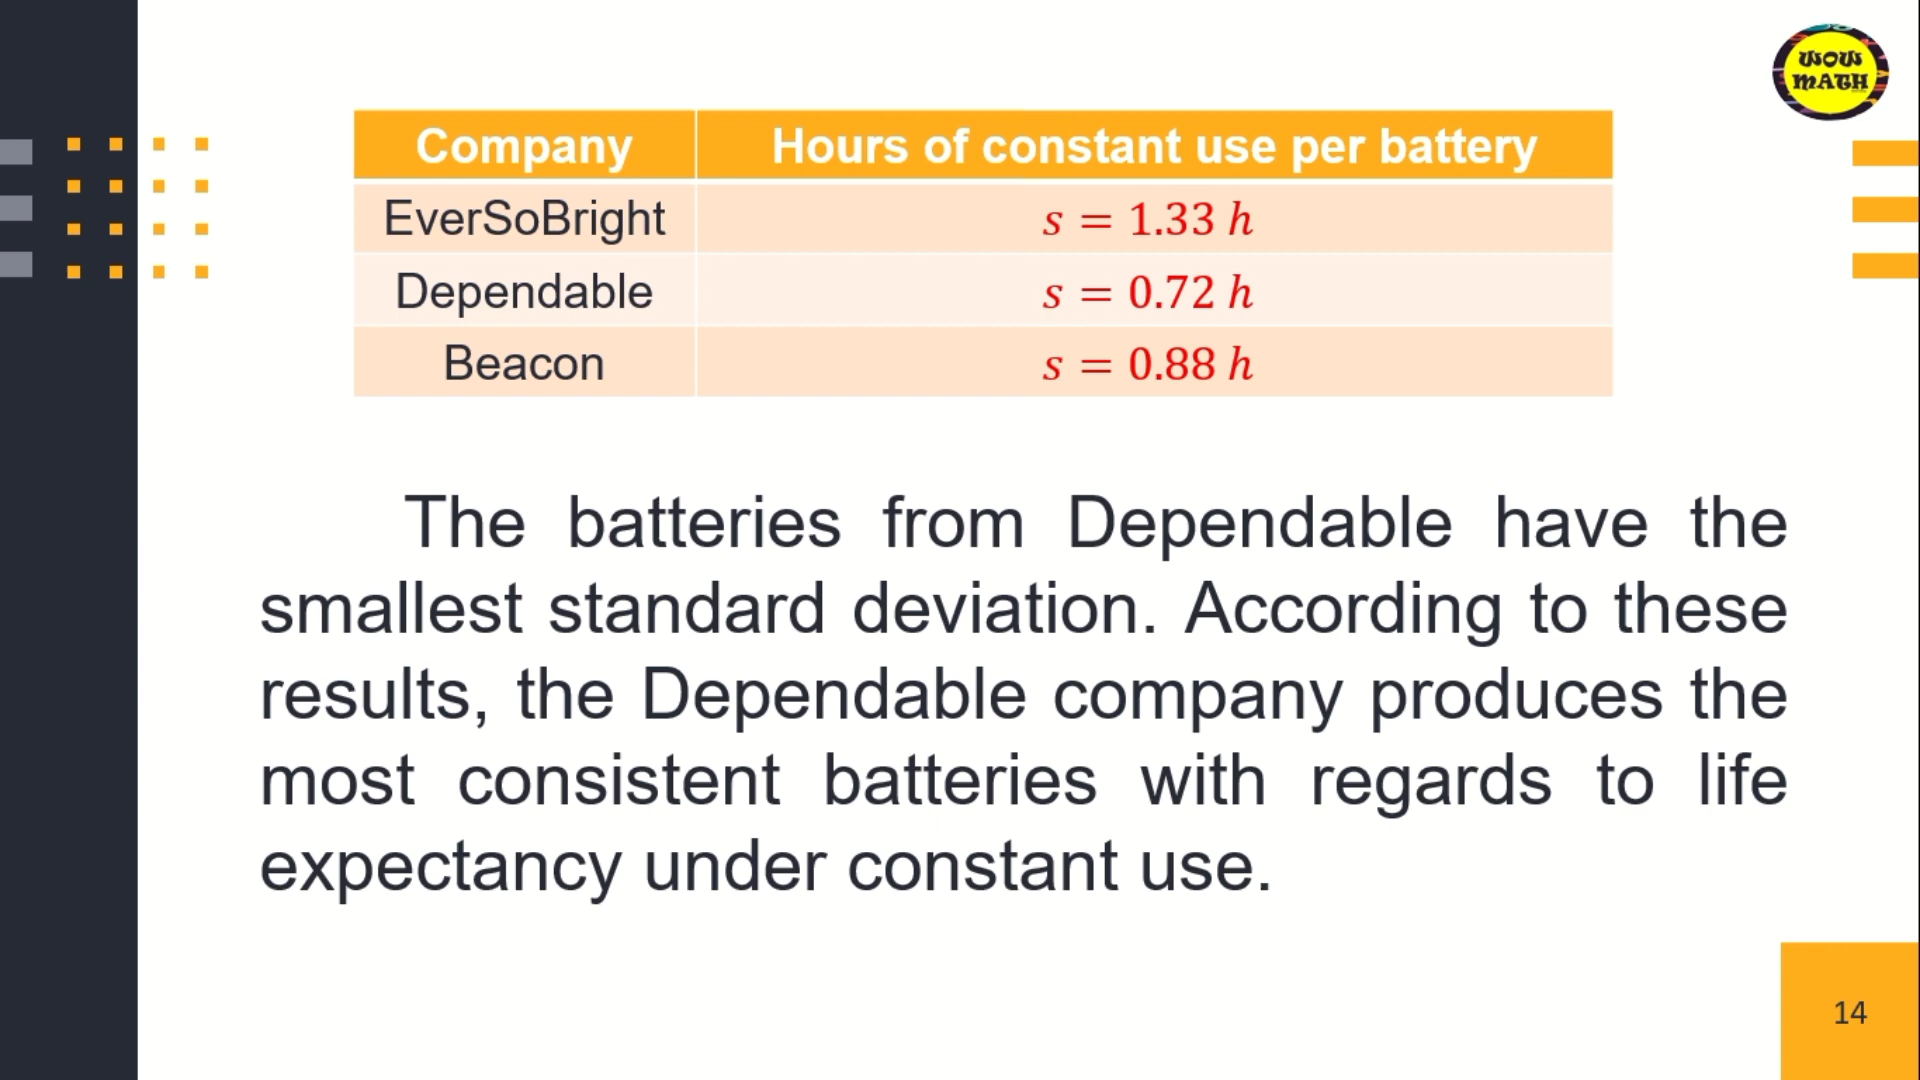 WOW
MATH
Company Hours of constant use per battery
EverSoBright s = 1.33 h
Dependable s = 0.72 h
Beacon s = 0.88 h
The batteries from Dependable have the
smallest standard deviation. According to these
results, the Dependable company produces the
most consistent batteries with regards to life
expectancy under constant use.
14